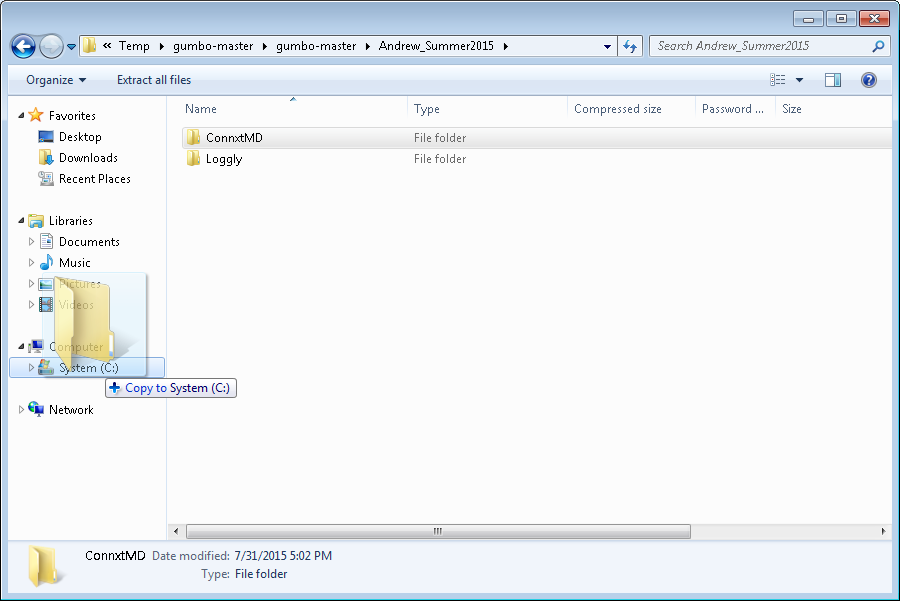 « Temp gumbo-master gumbo-master Andrew_Summer2015 Search Andrew_Summer2015
Organize Extract all files
Favorites
Desktop
Downloads
Recent Places
Libraries
Documents
Music
Pictures
Videos
Computer
System (C:)
Copy to System (C:)
Network
Name Type Compressed size Password ... Size
ConnxtMD File folder
Loggly File folder
ConnxtMD Date modified: 7/31/2015 5:02 PM
Type: File folder